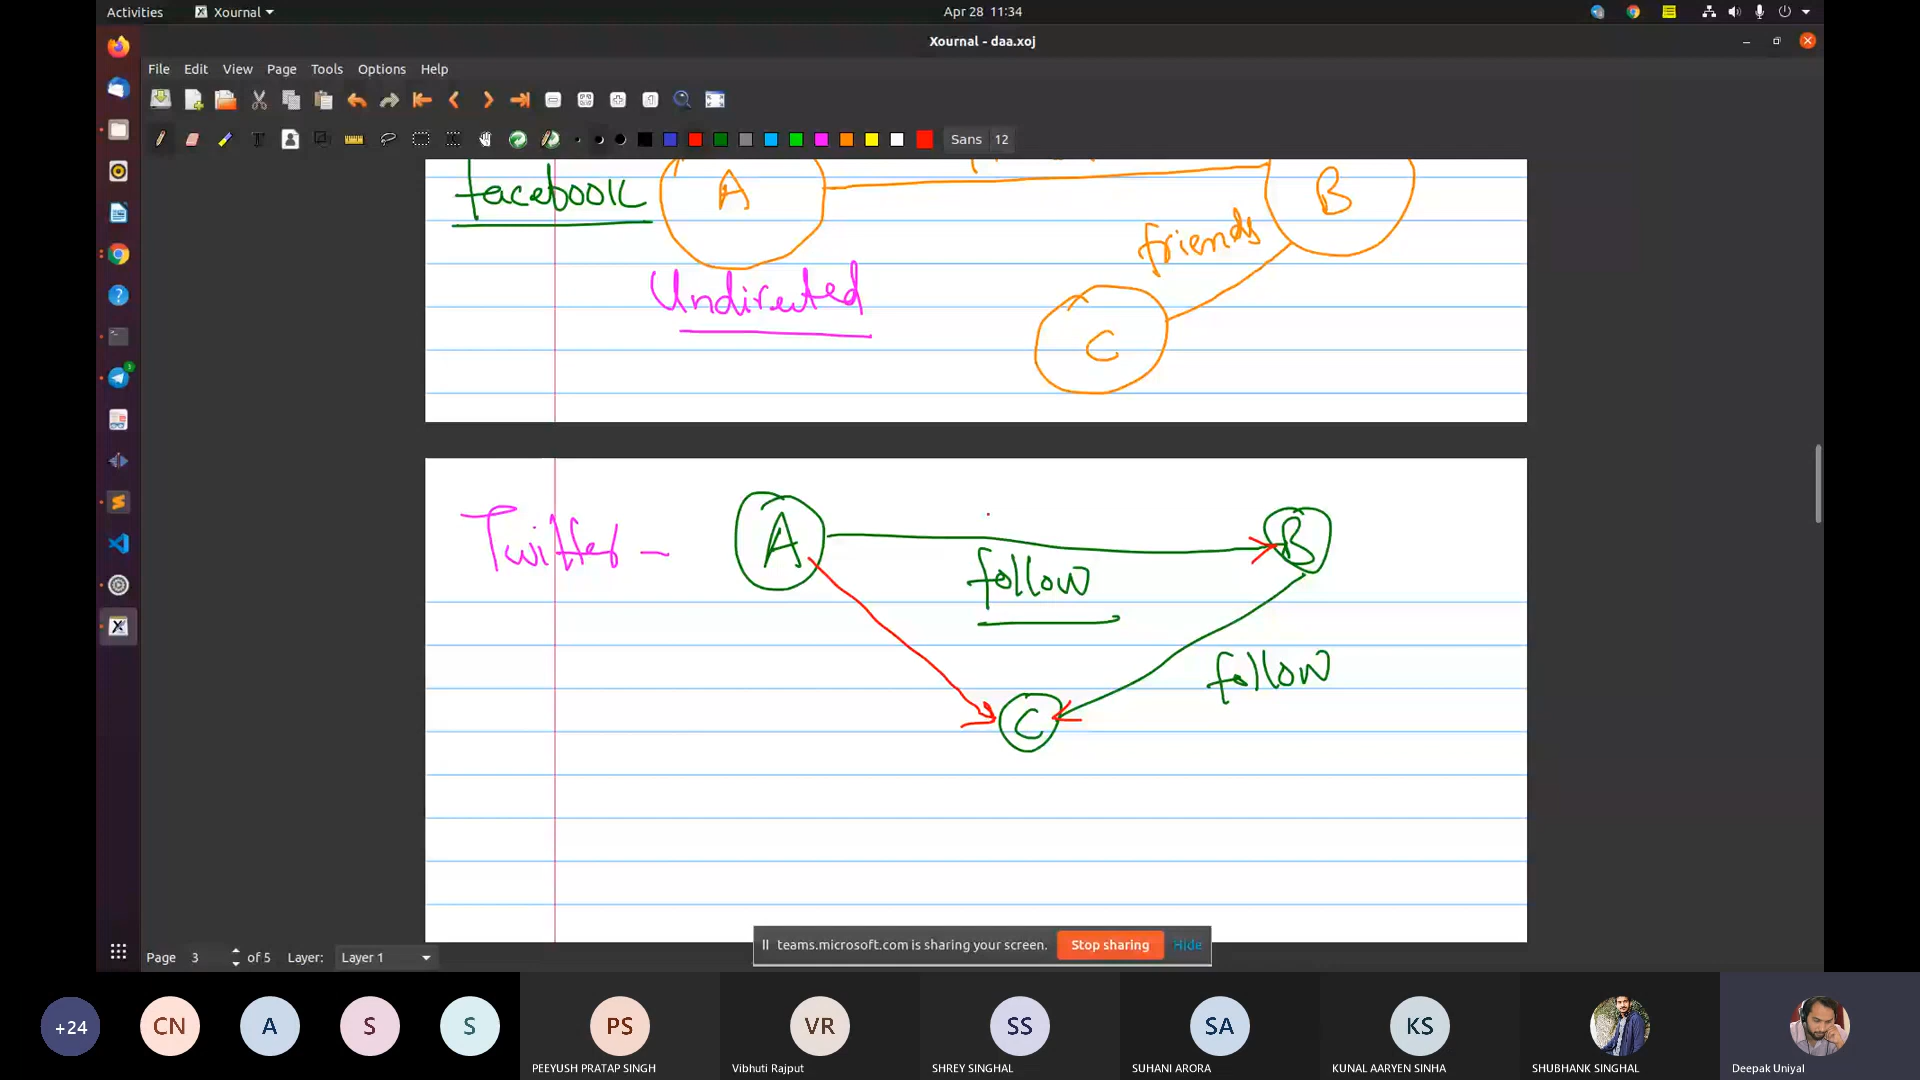 Activities Xournal Apr 28 11:34
Xournal - daa.xoj
File Edit View Page Tools Options Help
Sans 12
facebook A B
friends
Undirected
C
Twitter - A B
follow
follow
C
teams.microsoft.com is sharing your screen. Stop sharing Hide
Page 3 of 5 Layer: Layer 1
+24 CN A S S PS VR SS SA KS
PEEYUSH PRATAP SINGH Vibhuti Rajput SHREY SINGHAL SUHANI ARORA KUNAL AARYEN SINHA SHUBHANK SINGHAL Deepak Uniyal